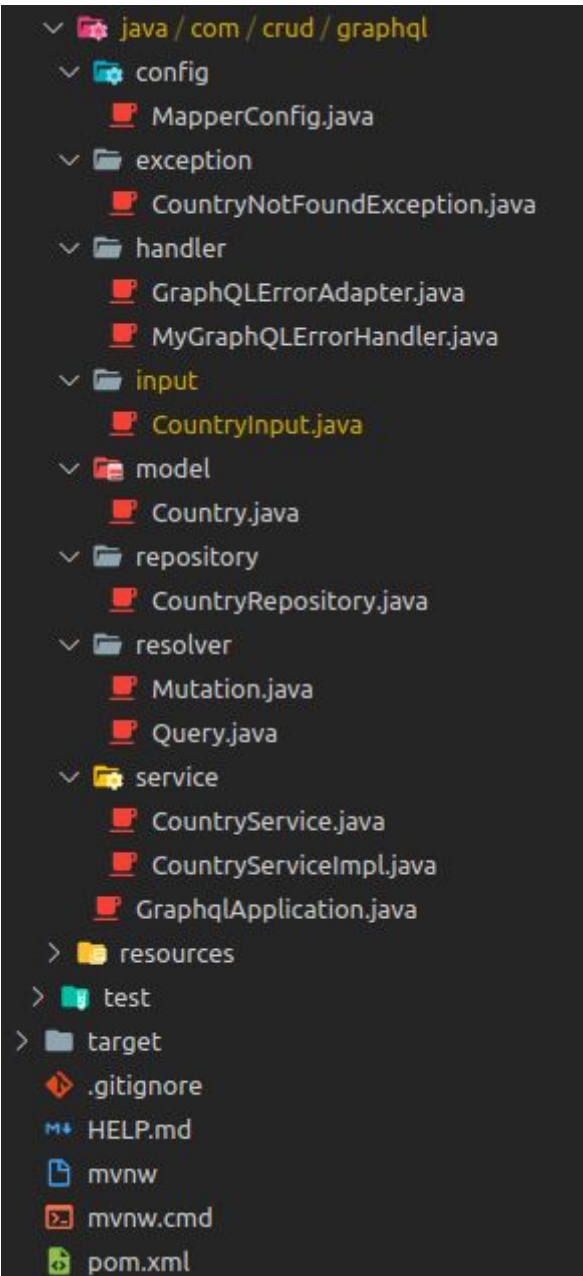 java / com / crud / graphql
config
MapperConfig.java
exception
CountryNotFoundException.java
handler
GraphQLErrorAdapter.java
MyGraphQLErrorHandler.java
input
CountryInput.java
model
Country.java
repository
CountryRepository.java
resolver
Mutation.java
Query.java
service
CountryService.java
CountryServiceImpl.java
GraphqlApplication.java
resources
test
target
.gitignore
HELP.md
mvnw
mvnw.cmd
pom.xml